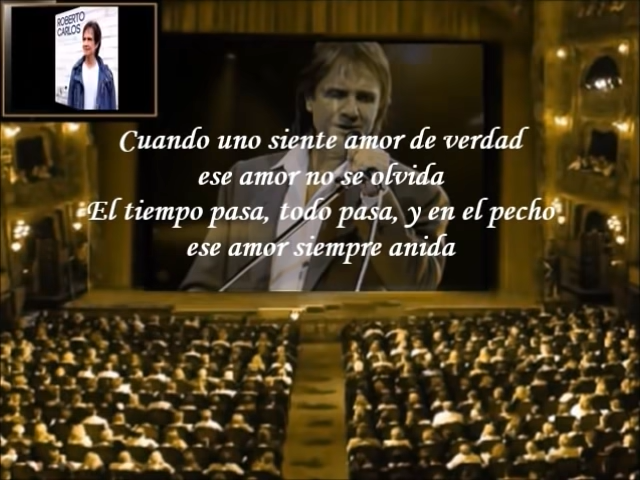 ROBERTO
CARLOS
Cuando uno siente amor de verdad
ese amor no se olvida
El tiempo pasa, todo pasa, y en el pecho
ese amor siempre anida